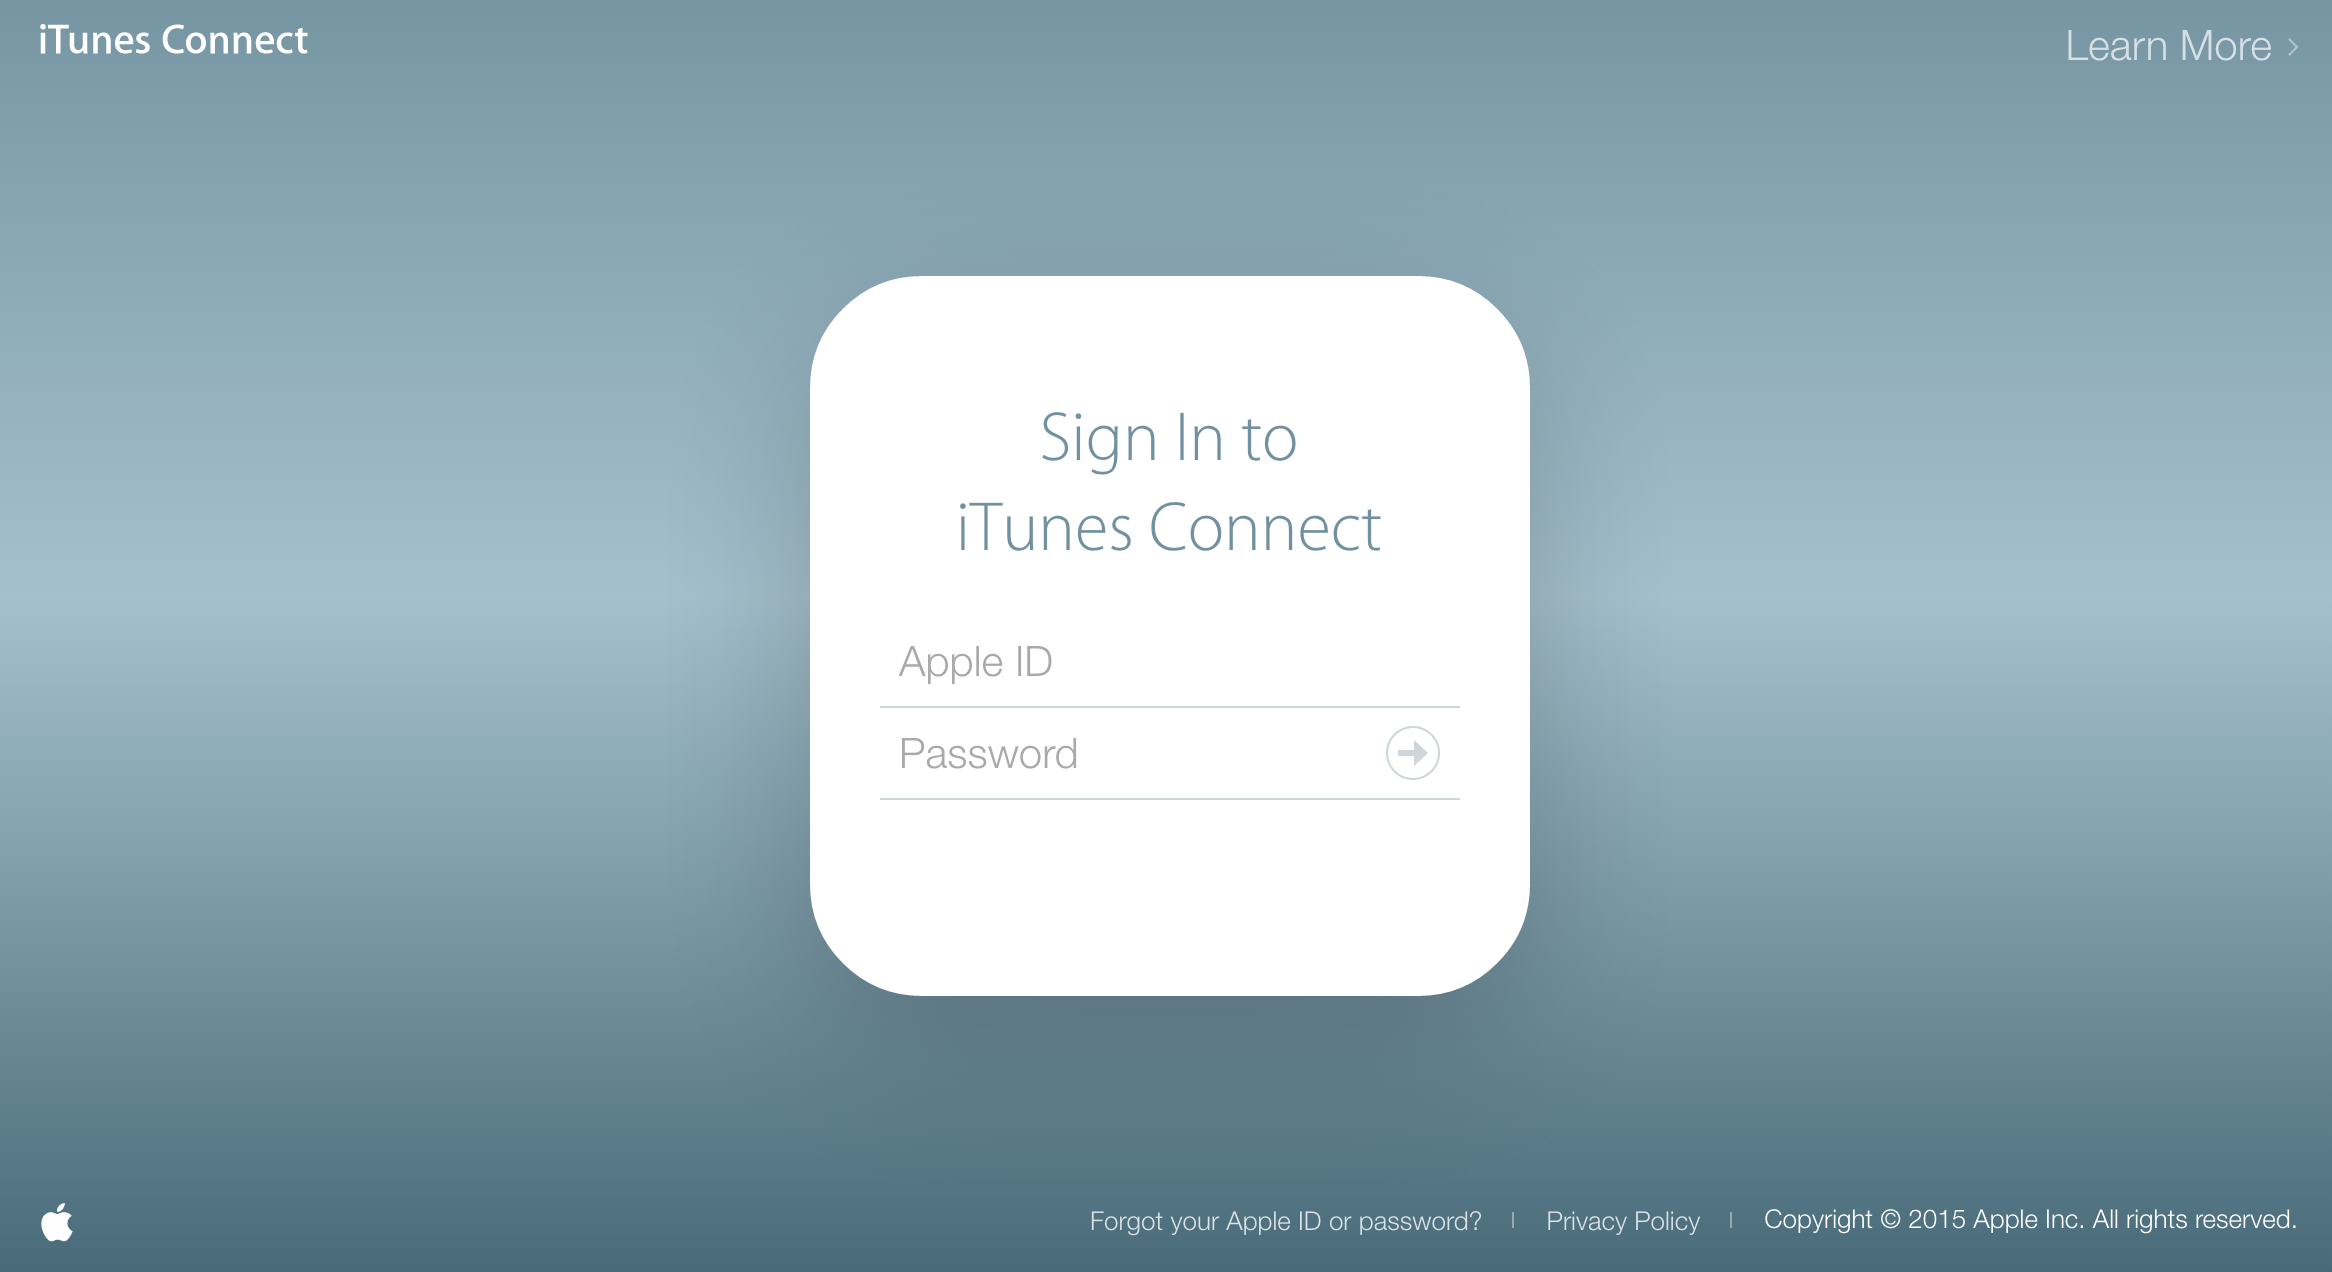 iTunes Connect
Learn More
Sign In to
iTunes Connect
Apple ID
Password
Forgot your Apple ID or password?
Privacy Policy
Copyright © 2015 Apple Inc. All rights reserved.